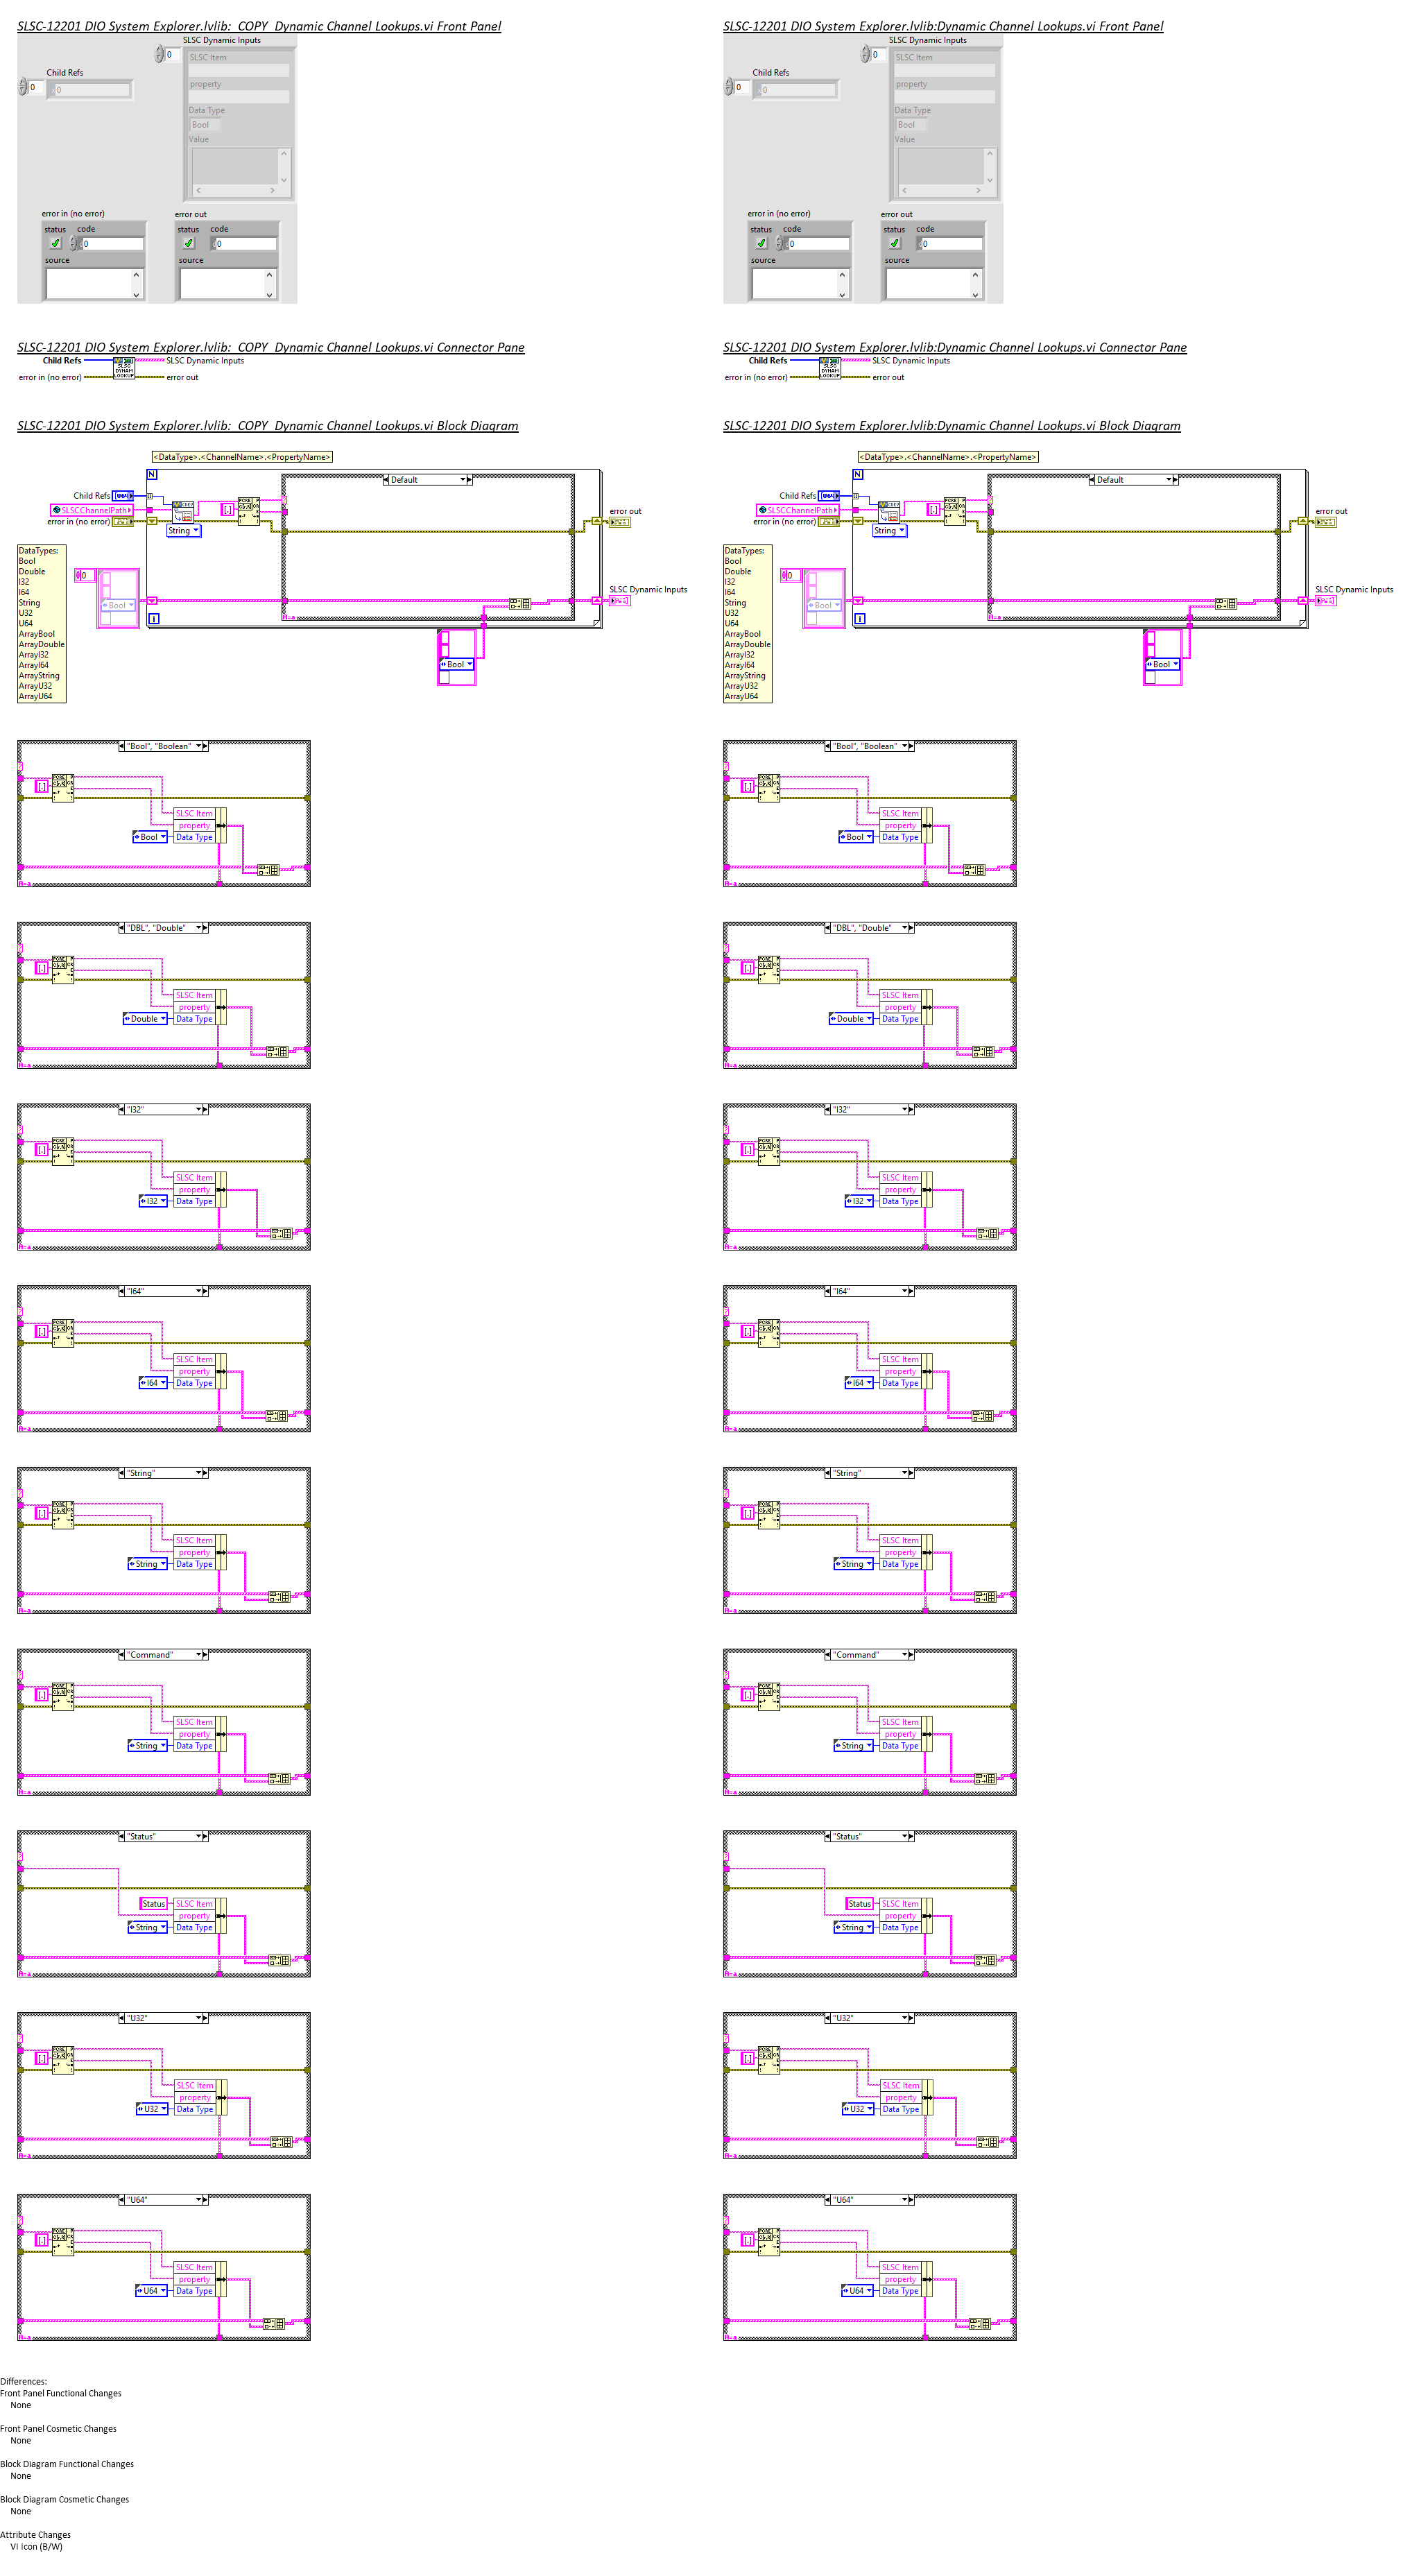 SLSC-12201 DIO System Explorer.lvlib:_COPY_Dynamic Channel Lookups.vi Front Panel
SLSC Dynamic Inputs
0
SLSC Item
Child Refs
property
0
0
Data Type
Bool
Value
error in (no error)
error out
status code
status code
0
0
source
source
SLSC-12201 DIO System Explorer.lvlib:Dynamic Channel Lookups.vi Front Panel
SLSC Dynamic Inputs
0
SLSC Item
Child Refs
property
0
0
Data Type
Bool
Value
error in (no error)
error out
status code
status code
0
0
source
source
SLSC-12201 DIO System Explorer.lvlib:_COPY_Dynamic Channel Lookups.vi Connector Pane
Child Refs
SLSC Dynamic Inputs
error in (no error)
error out
SLSC
DYNAM
LOOKUP
SLSC-12201 DIO System Explorer.lvlib:Dynamic Channel Lookups.vi Connector Pane
Child Refs
SLSC Dynamic Inputs
error in (no error)
error out
SLSC
DYNAM
LOOKUP
SLSC-12201 DIO System Explorer.lvlib:_COPY_Dynamic Channel Lookups.vi Block Diagram
<DataType>.<ChannelName>.<PropertyName>
N
Default
Child Refs
SLSCChannelPath
error in (no error)
String
[.]
error out
DataTypes:
Bool
Double
I32
I64
String
U32
U64
ArrayBool
ArrayDouble
ArrayI32
ArrayI64
ArrayString
ArrayU32
ArrayU64
0
Bool
SLSC Dynamic Inputs
i
Bool
SLSC-12201 DIO System Explorer.lvlib:Dynamic Channel Lookups.vi Block Diagram
<DataType>.<ChannelName>.<PropertyName>
N
Default
Child Refs
SLSCChannelPath
error in (no error)
String
[.]
error out
DataTypes:
Bool
Double
I32
I64
String
U32
U64
ArrayBool
ArrayDouble
ArrayI32
ArrayI64
ArrayString
ArrayU32
ArrayU64
0
Bool
SLSC Dynamic Inputs
i
Bool
"Bool", "Boolean"
[.]
SLSC Item
property
Bool
Data Type
"Bool", "Boolean"
[.]
SLSC Item
property
Bool
Data Type
"DBL", "Double"
[.]
SLSC Item
property
Double
Data Type
"DBL", "Double"
[.]
SLSC Item
property
Double
Data Type
"I32"
[.]
SLSC Item
property
I32
Data Type
"I32"
[.]
SLSC Item
property
I32
Data Type
"I64"
[.]
SLSC Item
property
I64
Data Type
"I64"
[.]
SLSC Item
property
I64
Data Type
"String"
[.]
SLSC Item
property
String
Data Type
"String"
[.]
SLSC Item
property
String
Data Type
"Command"
[.]
SLSC Item
property
String
Data Type
"Command"
[.]
SLSC Item
property
String
Data Type
"Status"
Status
SLSC Item
property
String
Data Type
"Status"
Status
SLSC Item
property
String
Data Type
"U32"
[.]
SLSC Item
property
U32
Data Type
"U32"
[.]
SLSC Item
property
U32
Data Type
"U64"
[.]
SLSC Item
property
U64
Data Type
"U64"
[.]
SLSC Item
property
U64
Data Type
Differences:
Front Panel Functional Changes
None
Front Panel Cosmetic Changes
None
Block Diagram Functional Changes
None
Block Diagram Cosmetic Changes
None
Attribute Changes
VI Icon (B/W)